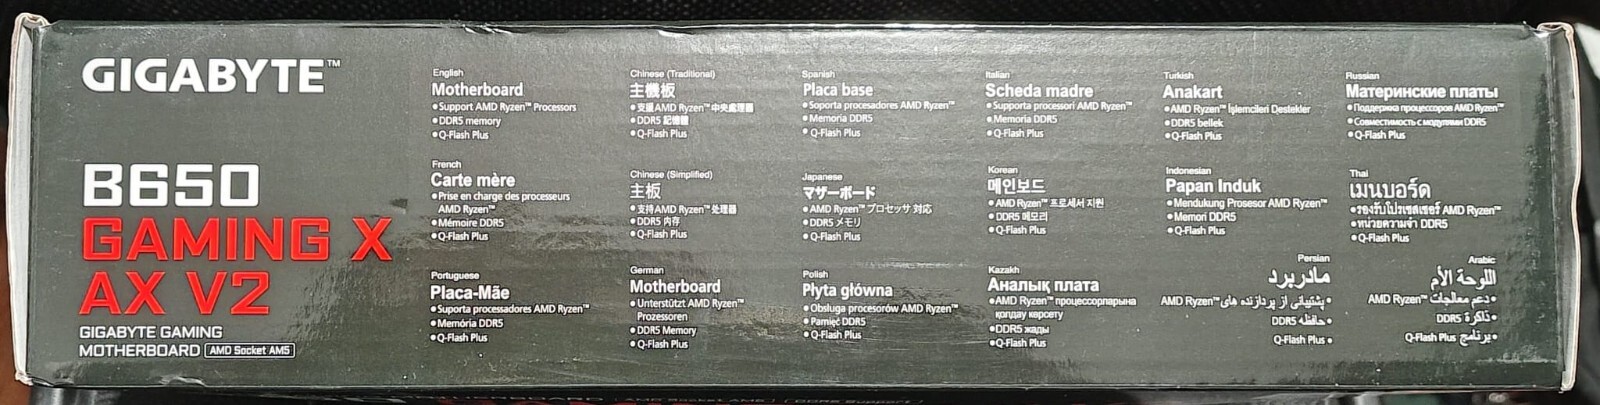 GIGABYTE™
B650
GAMING X
AX V2
GIGABYTE GAMING
MOTHERBOARD AMD Socket AM5
English
Motherboard
•Support AMD Ryzen™ Processors
•DDR5 memory
•Q-Flash Plus
Chinese (Traditional)
主機板
•支援AMD Ryzen™ 中央處理器
•DDR5 記憶體
•Q-Flash Plus
Spanish
Placa base
•Soporta procesadores AMD Ryzen™
•Memoria DDR5
•Q-Flash Plus
Italian
Scheda madre
•Supporta processori AMD Ryzen™
•Memoria DDR5
•Q-Flash Plus
Turkish
Anakart
•AMD Ryzen™ İşlemcileri Destekler
•DDR5 bellek
•Q-Flash Plus
Russian
Материнские платы
•Поддержка процессоров AMD Ryzen™
•Совместимость с модулями DDR5
•Q-Flash Plus
French
Carte mère
•Prise en charge des processeurs
AMD Ryzen™
•Mémoire DDR5
•Q-Flash Plus
Chinese (Simplified)
主板
•支持AMD Ryzen™ 处理器
•DDR5 内存
•Q-Flash Plus
Japanese
マザーボード
•AMD Ryzen™ プロセッサ 対応
•DDR5 メモリ
•Q-Flash Plus
Korean
메인보드
•AMD Ryzen™ 프로세서 지원
•DDR5 메모리
•Q-Flash Plus
Indonesian
Papan Induk
•Mendukung Prosesor AMD Ryzen™
•Memori DDR5
•Q-Flash Plus
Thai
เมนบอร์ด
•รองรับโปรเซสเซอร์ AMD Ryzen™
•หน่วยความจำ DDR5
•Q-Flash Plus
Portuguese
Placa-Mãe
•Suporta processadores AMD Ryzen™
•Memória DDR5
•Q-Flash Plus
German
Motherboard
•Unterstützt AMD Ryzen™
Prozessoren
•DDR5 Memory
•Q-Flash Plus
Polish
Płyta główna
•Obsługa procesorów AMD Ryzen™
•Pamięć DDR5
•Q-Flash Plus
Kazakh
Аналық плата
•AMD Ryzen™ процессорларына
қолдау көрсету
•DDR5 жады
•Q-Flash Plus
Persian
مادربرد
•پشتیبانی از پردازنده های AMD Ryzen™
•حافظه DDR5
•Q-Flash Plus
Arabic
اللوحة الأم
•دعم معالجات AMD Ryzen™
•ذاكرة DDR5
•برنامج Q-Flash Plus